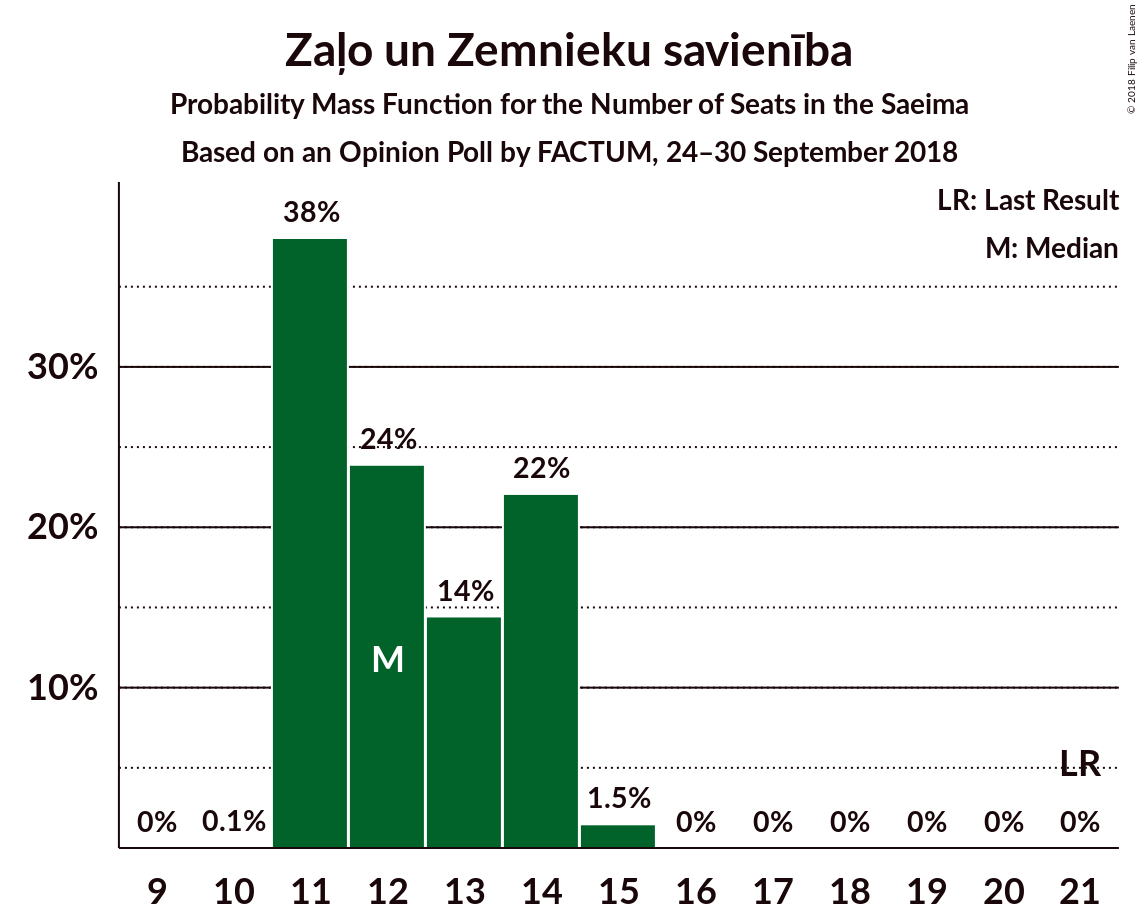 Zaļo un Zemnieku savienība
Probability Mass Function for the Number of Seats in the Saeima
Based on an Opinion Poll by FACTUM, 24–30 September 2018
© 2018 Filip van Laenen
LR: Last Result
M: Median
38%
30%
24%
22%
20%
14%
M
10%
LR
1.5%
0% 0.1% 0% 0% 0% 0% 0% 0%
9 10 11 12 13 14 15 16 17 18 19 20 21